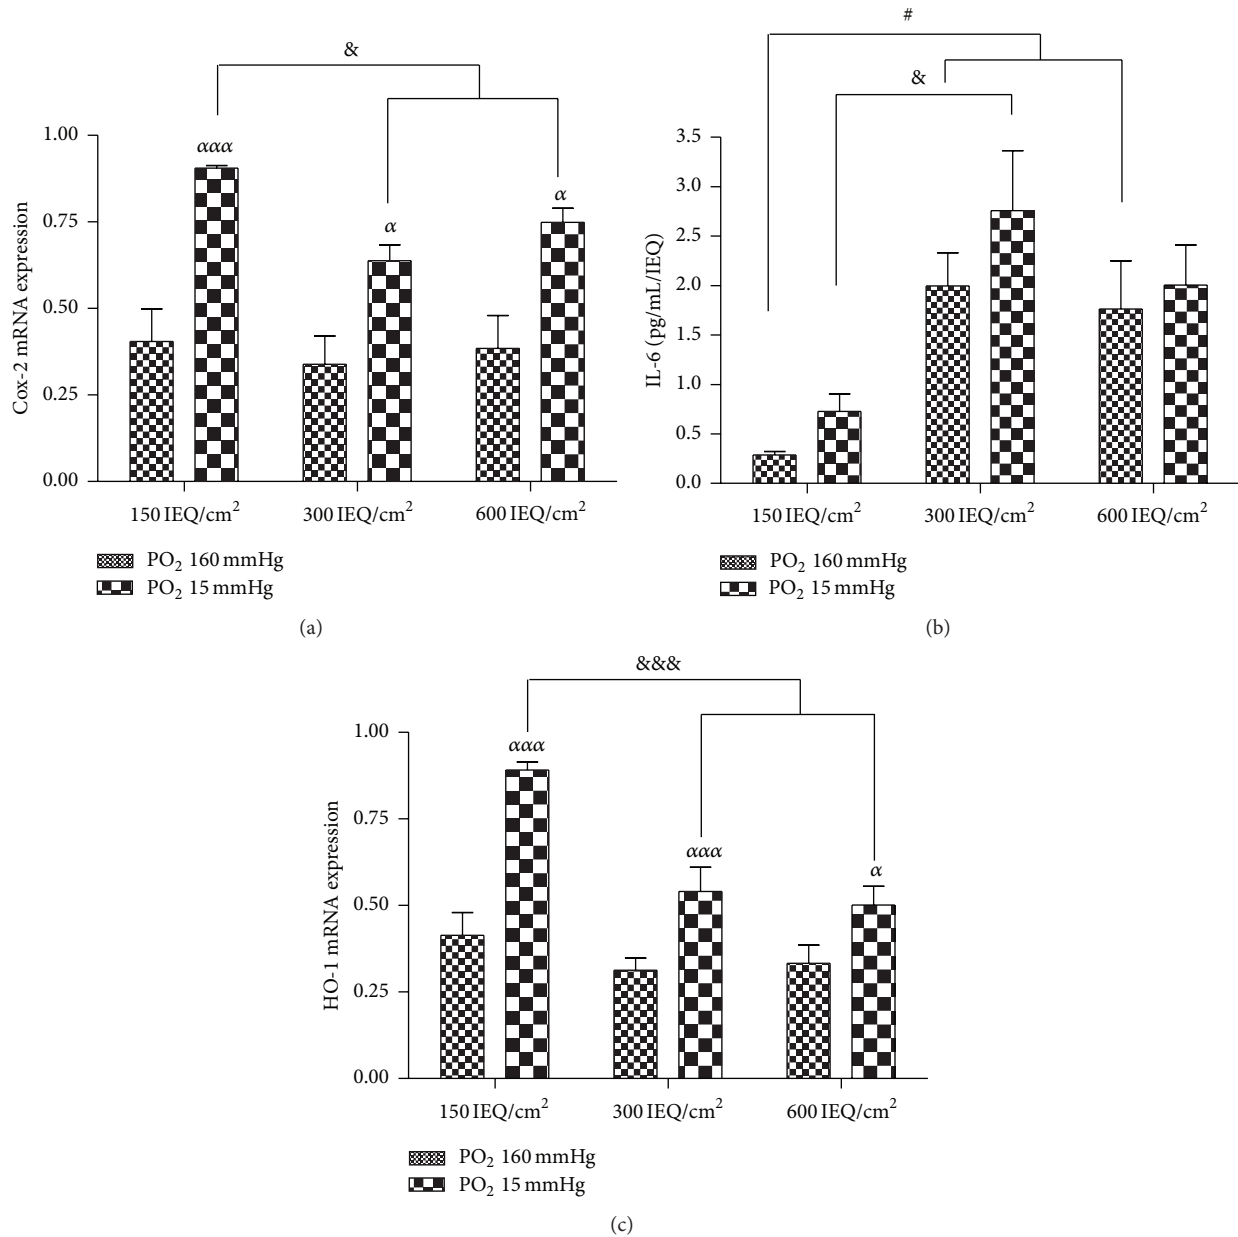 &
1.00
ααα
α
α
0.75
0.50
0.25
0.00
Cox-2 mRNA expression
150 IEQ/cm²
300 IEQ/cm²
600 IEQ/cm²
PO₂ 160 mmHg
PO₂ 15 mmHg
(a)
#
&
3.5
3.0
2.5
2.0
1.5
1.0
0.5
0.0
IL-6 (pg/mL/IEQ)
150 IEQ/cm²
300 IEQ/cm²
600 IEQ/cm²
PO₂ 160 mmHg
PO₂ 15 mmHg
(b)
&&&
1.00
ααα
ααα
α
0.75
0.50
0.25
0.00
HO-1 mRNA expression
150 IEQ/cm²
300 IEQ/cm²
600 IEQ/cm²
PO₂ 160 mmHg
PO₂ 15 mmHg
(c)